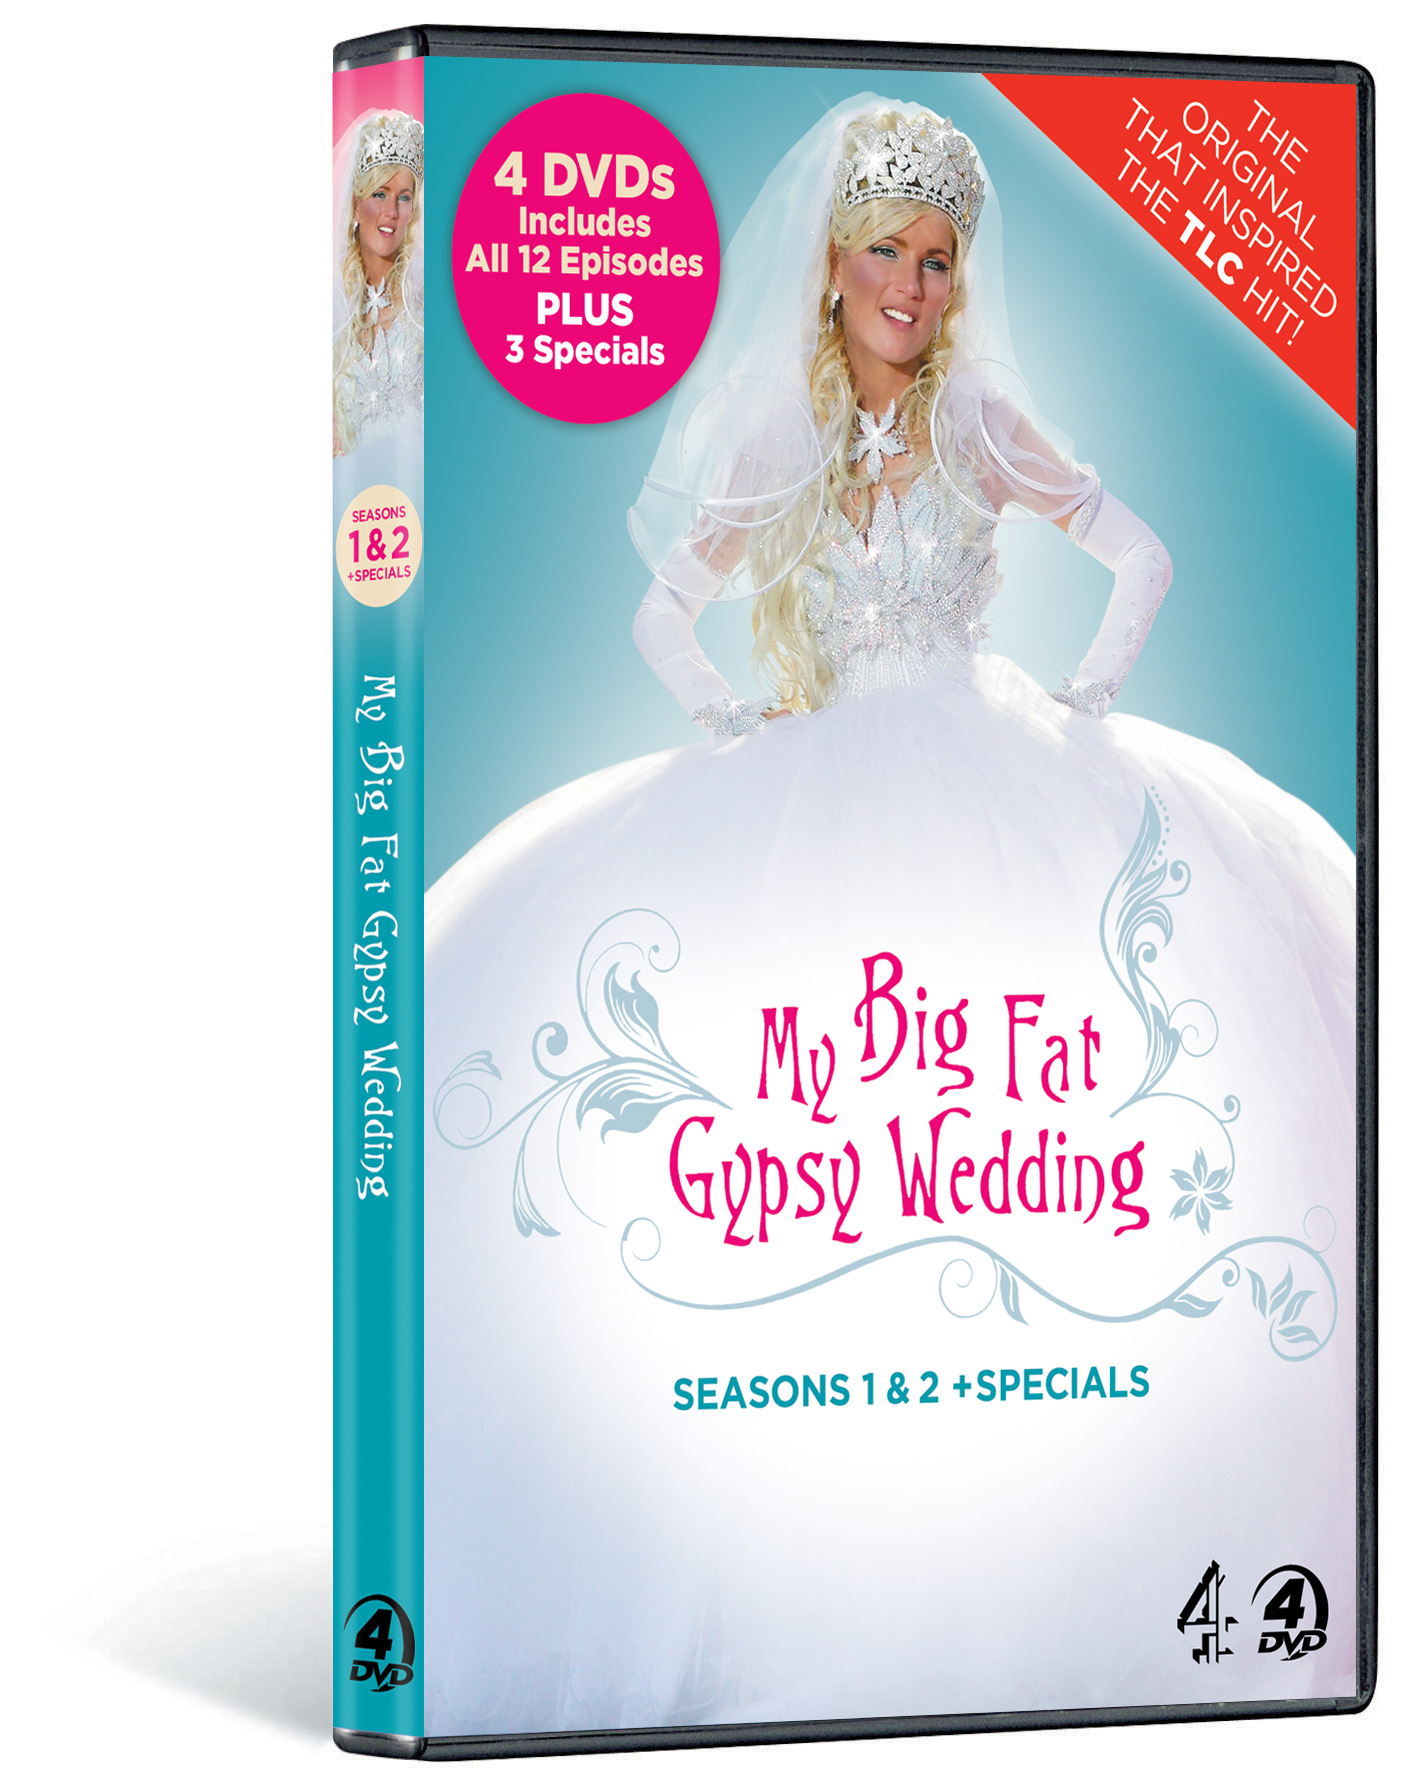 SEASONS
1 & 2
+SPECIALS
My Big Fat Gypsy Wedding
4
DVD
4 DVDs
Includes
All 12 Episodes
PLUS
3 Specials
THE
ORIGINAL
THAT INSPIRED
THE TLC HIT!
My Big Fat
Gypsy Wedding
SEASONS 1 & 2 +SPECIALS
4
4
DVD